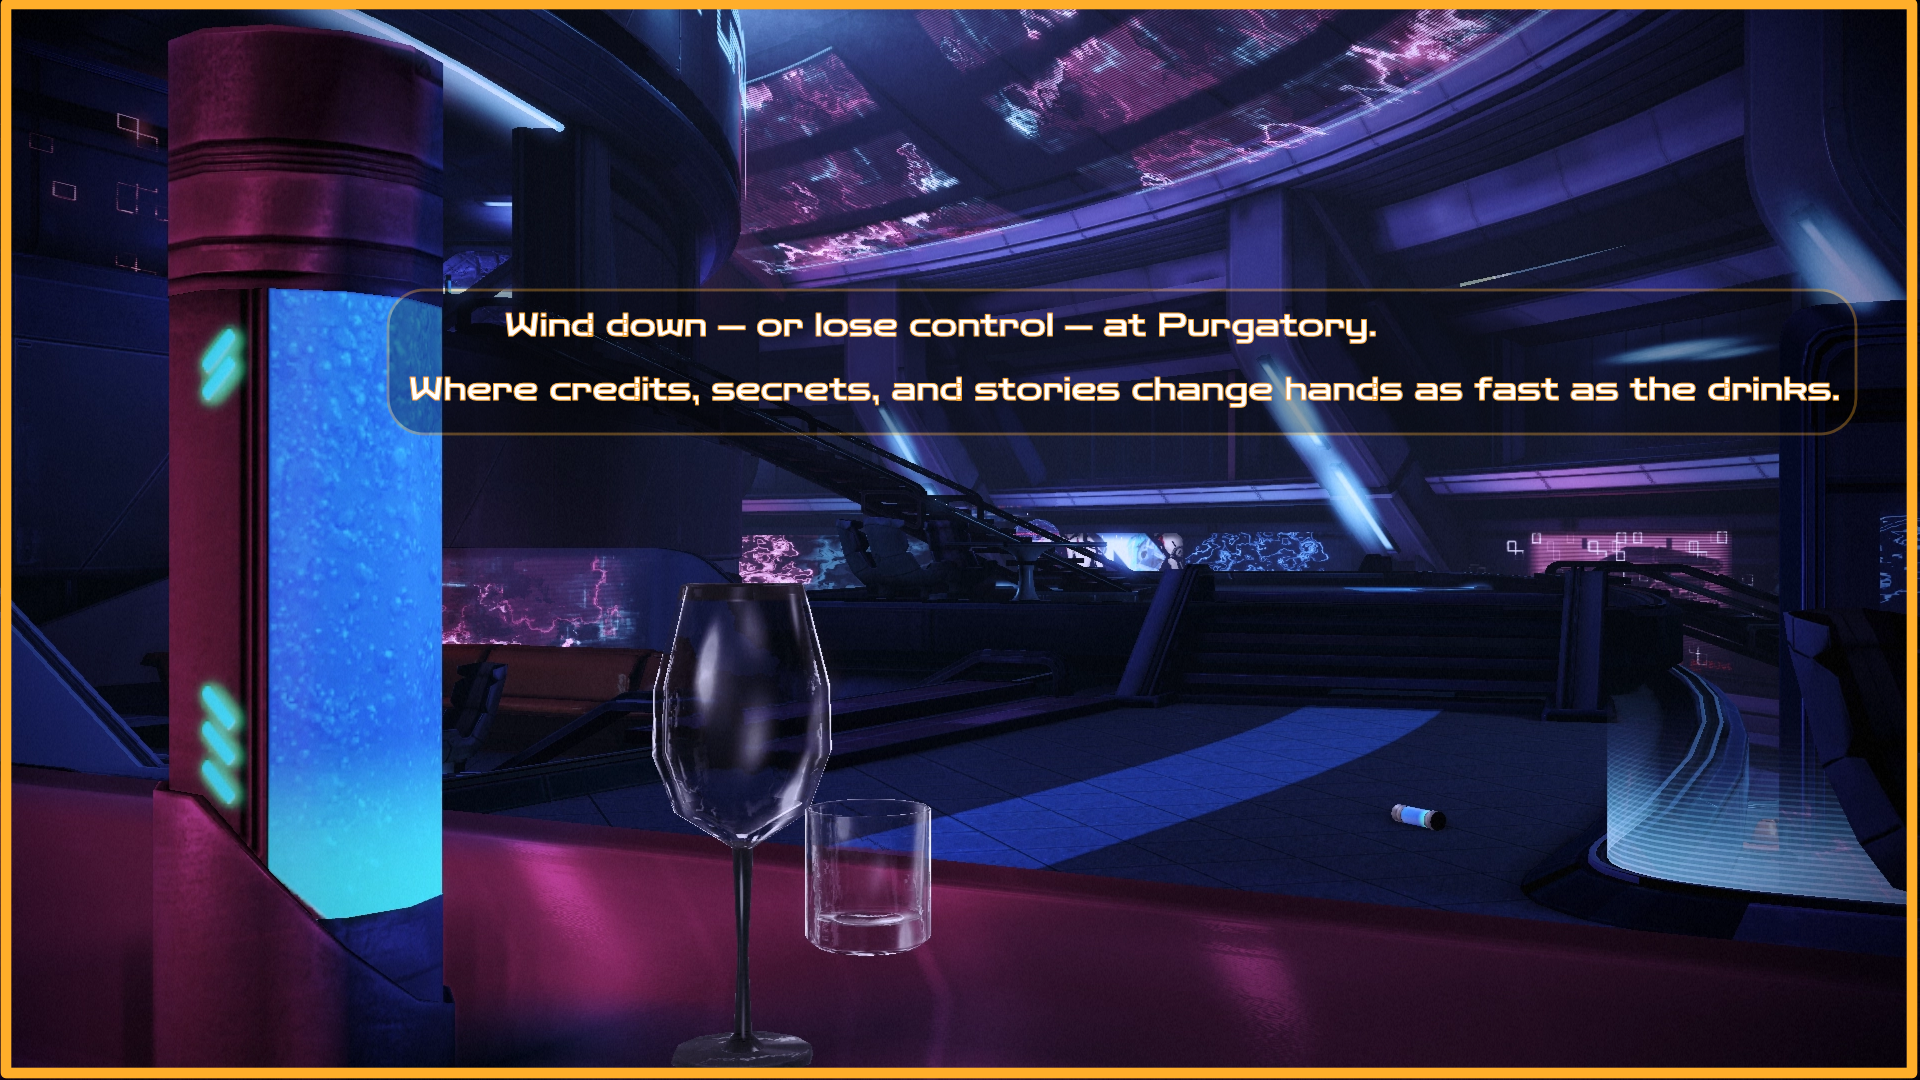 Wind down — or lose control — at Purgatory.
Where credits, secrets, and stories change hands as fast as the drinks.